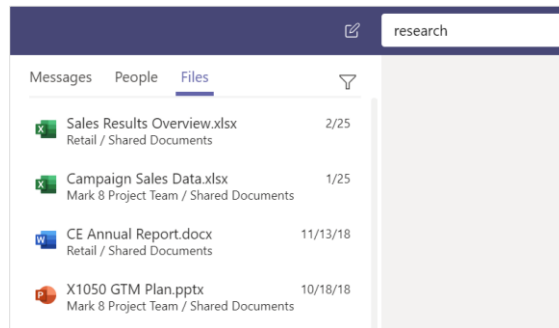 research
Messages People Files
Sales Results Overview.xlsx 2/25
Retail / Shared Documents
Campaign Sales Data.xlsx 1/25
Mark 8 Project Team / Shared Documents
CE Annual Report.docx 11/13/18
Retail / Shared Documents
X1050 GTM Plan.pptx 10/18/18
Mark 8 Project Team / Shared Documents